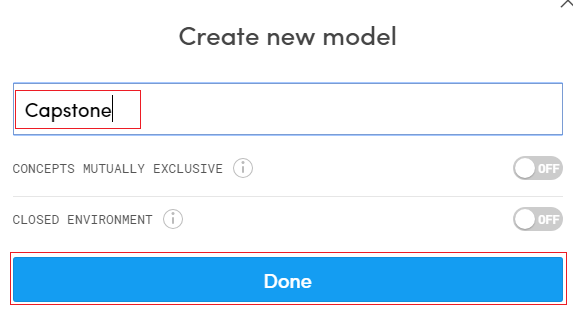 Create new model
Capstone
CONCEPTS MUTUALLY EXCLUSIVE i OFF
CLOSED ENVIRONMENT i OFF
Done